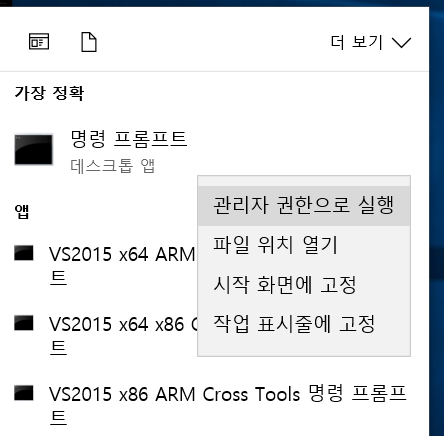 더 보기
가장 정확
명령 프롬프트
데스크톱 앱
관리자 권한으로 실행
파일 위치 열기
시작 화면에 고정
작업 표시줄에 고정
앱
VS2015 x64 ARM
트
VS2015 x64 x86
트
VS2015 x86 ARM Cross Tools 명령 프롬프
트